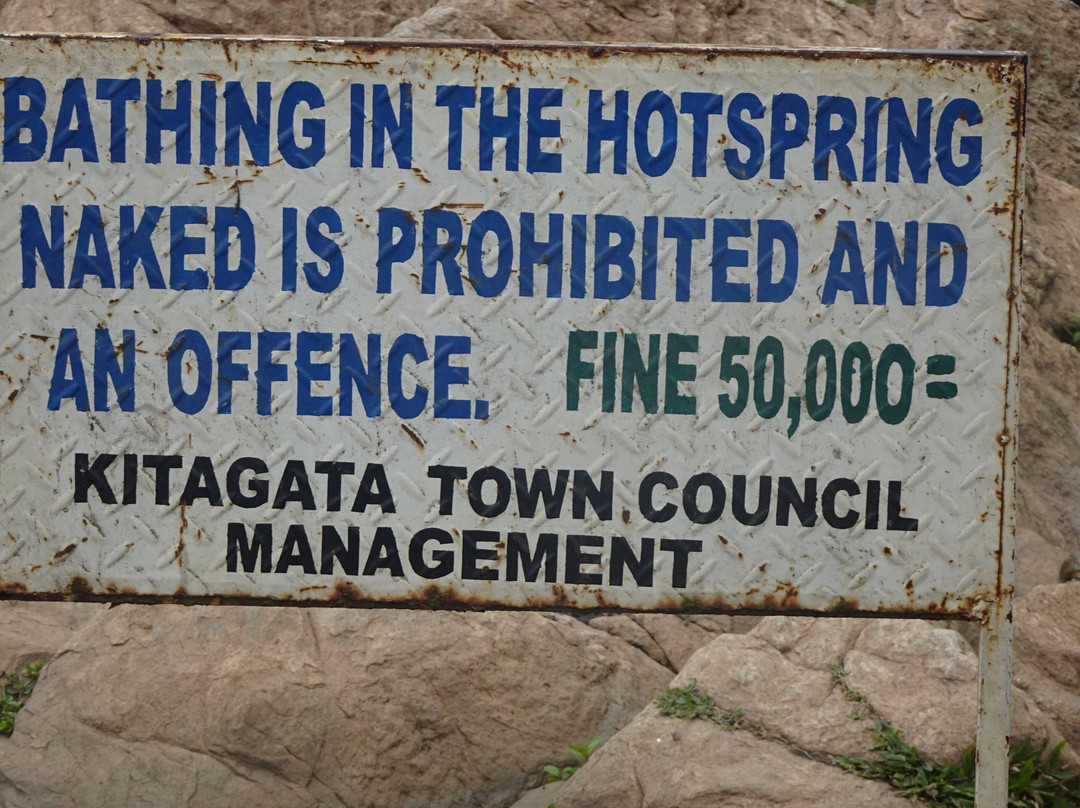 BATHING IN THE HOTSPRING
NAKED IS PROHIBITED AND
AN OFFENCE. FINE 50,000=
KITAGATA TOWN COUNCIL
MANAGEMENT